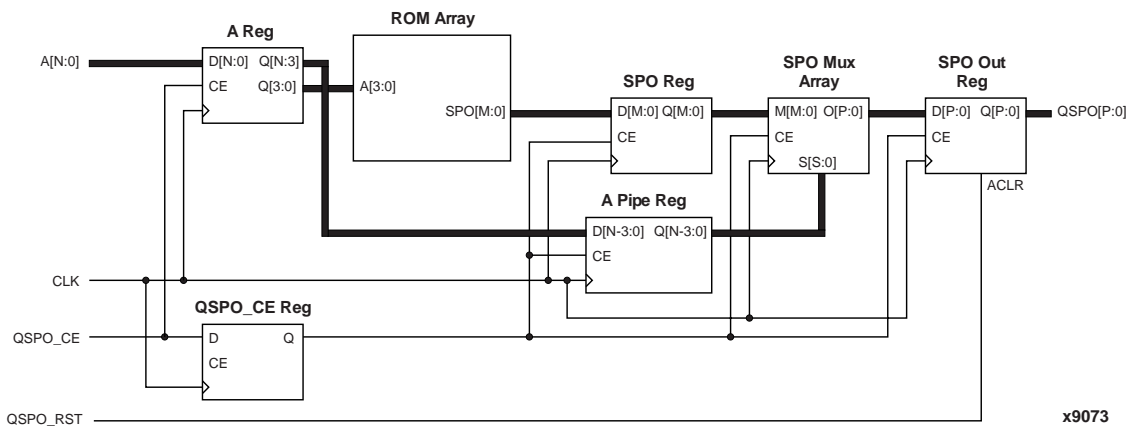 ROM Array
A Reg
A[N:0]
D[N:0] Q[N:3]
CE
Q[3:0]
A[3:0]
SPO[M:0]
SPO Reg
D[M:0] Q[M:0]
CE
SPO Mux
Array
M[M:0] O[P:0]
CE
S[S:0]
SPO Out
Reg
D[P:0] Q[P:0]
CE
QSPO[P:0]
ACLR
A Pipe Reg
D[N-3:0] Q[N-3:0]
CE
CLK
QSPO_CE Reg
QSPO_CE
D Q
CE
QSPO_RST
x9073